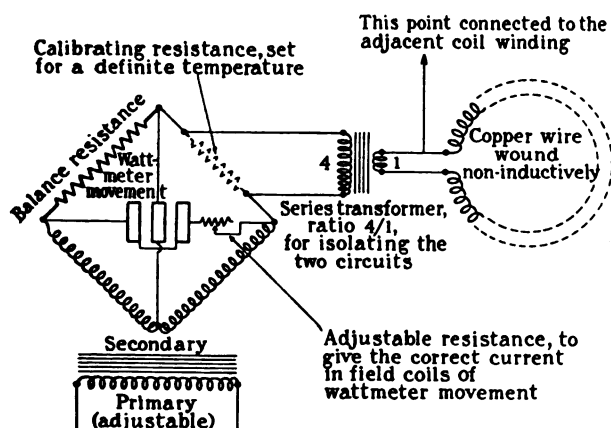 This point connected to the
adjacent coil winding
Calibrating resistance, set
for a definite temperature
Balance resistance
Watt-
meter
movement
4
1
Copper wire
wound
non-inductively
Series transformer,
ratio 4/1,
for isolating the
two circuits
Secondary
Primary
(adjustable)
Adjustable resistance, to
give the correct current
in field coils of
wattmeter movement